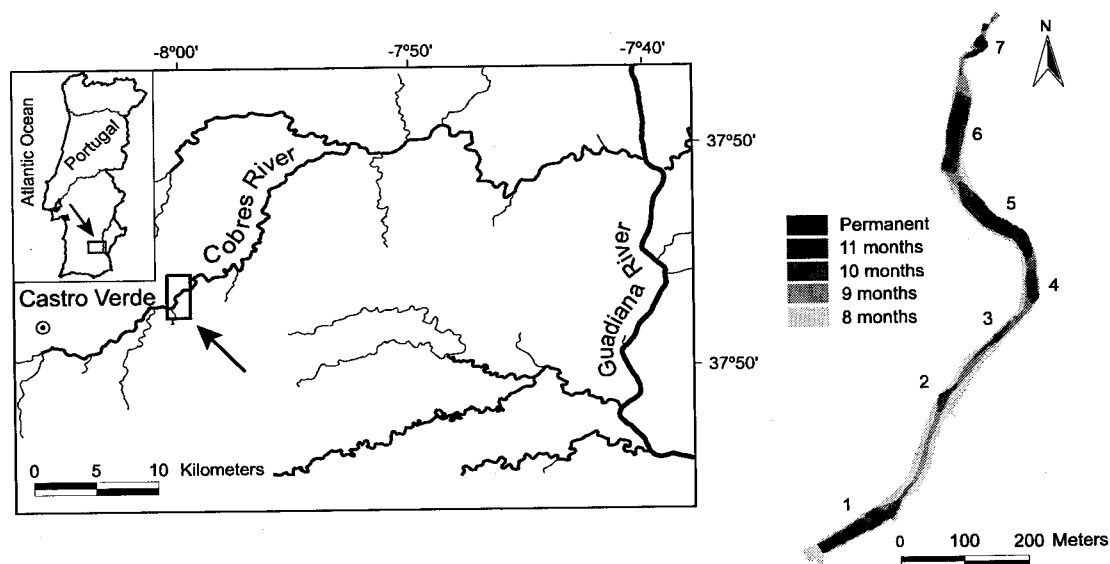 -8°00'
-7°50'
-7°40'
Atlantic Ocean
Portugal
Cobres River
Guadiana River
37°50'
37°50'
Castro Verde
0 5 10 Kilometers
N
7
6
5
4
3
2
1
Permanent
11 months
10 months
9 months
8 months
0 100 200 Meters